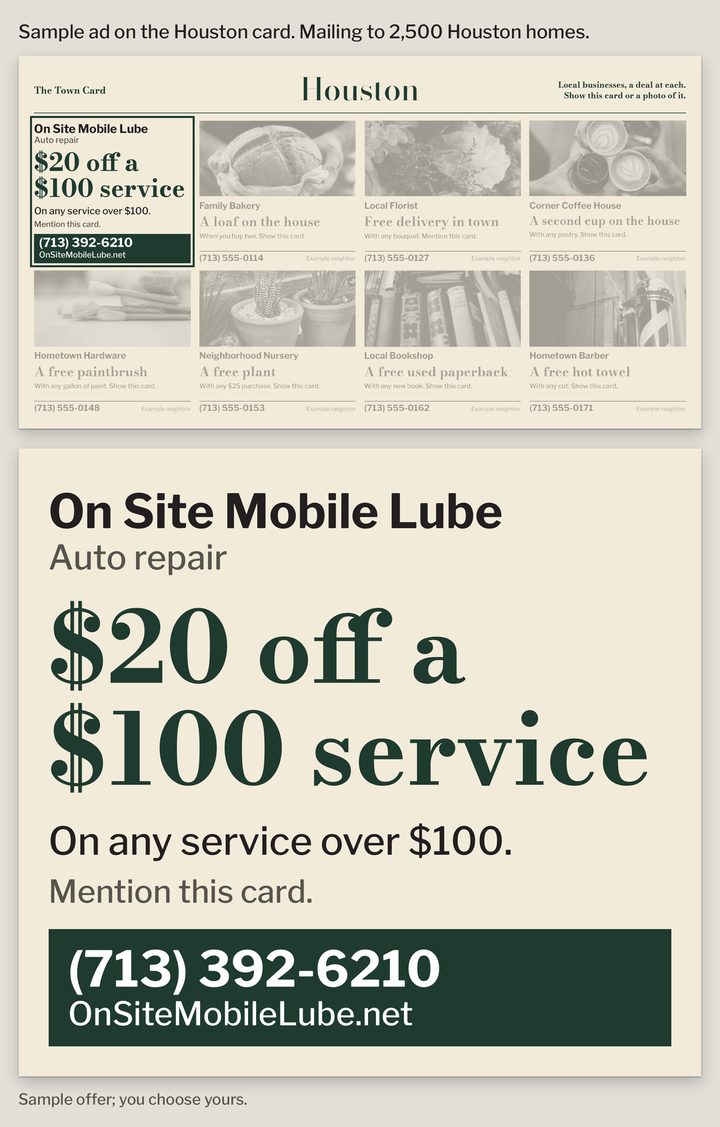 Sample ad on the Houston card. Mailing to 2,500 Houston homes.
The Town Card
Houston
Local businesses, a deal at each.
Show this card or a photo of it.
On Site Mobile Lube
Auto repair
$20 off a
$100 service
On any service over $100.
Mention this card.
(713) 392-6210
OnSiteMobileLube.net
Family Bakery
A loaf on the house
When you buy two. Show this card.
(713) 555-0114
Example neighbor
Local Florist
Free delivery in town
With any bouquet. Mention this card.
(713) 555-0127
Example neighbor
Corner Coffee House
A second cup on the house
With any pastry. Show this card.
(713) 555-0136
Example neighbor
Hometown Hardware
A free paintbrush
With any gallon of paint. Show this card.
(713) 555-0148
Example neighbor
Neighborhood Nursery
A free plant
With any $25 purchase. Show this card.
(713) 555-0153
Example neighbor
Local Bookshop
A free used paperback
With any new book. Show this card.
(713) 555-0162
Example neighbor
Hometown Barber
A free hot towel
With any cut. Show this card.
(713) 555-0171
Example neighbor
On Site Mobile Lube
Auto repair
$20 off a
$100 service
On any service over $100.
Mention this card.
(713) 392-6210
OnSiteMobileLube.net
Sample offer; you choose yours.